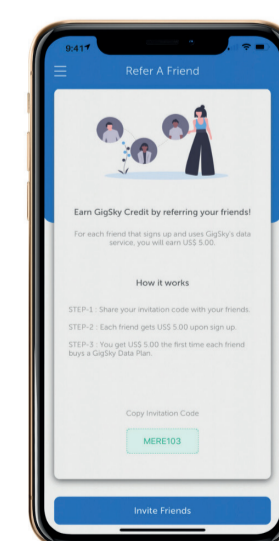 9:41
Refer A Friend
Earn GigSky Credit by referring your friends!
For each friend that signs up and uses GigSky's data
service, you will earn US$ 5.00.
How it works
STEP-1 : Share your invitation code with your friends.
STEP-2 : Each friend gets US$ 5.00 upon sign up.
STEP-3 : You get US$ 5.00 the first time each friend
buys a GigSky Data Plan.
Copy Invitation Code
MERE103
Invite Friends